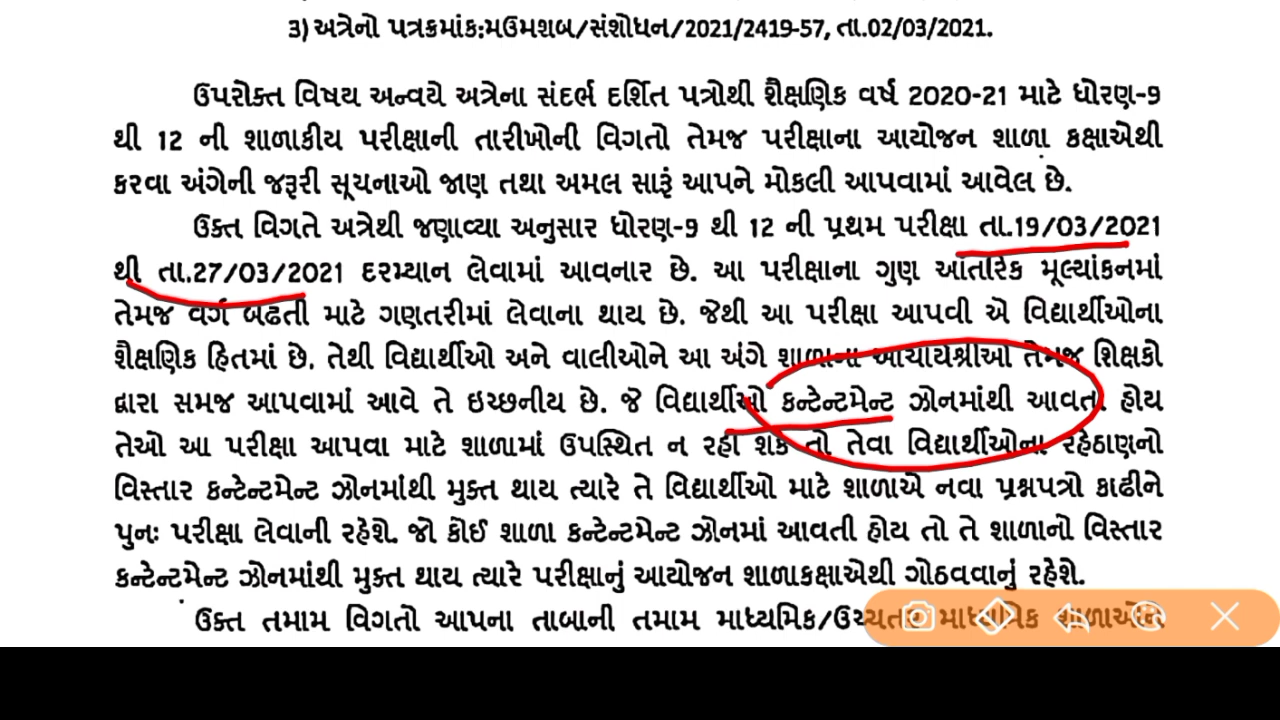 3) અત્રેનો પત્રક્રમાંક:મઉમશબ/સંશોધન/2021/2419-57, તા.02/03/2021.
ઉપરોક્ત વિષય અન્વયે અત્રેના સંદર્ભ દર્શિત પત્રોથી શૈક્ષણિક વર્ષ 2020-21 માટે ધોરણ-9
થી 12 ની શાળાકીય પરીક્ષાની તારીખોની વિગતો તેમજ પરીક્ષાના આયોજન શાળા કક્ષાએથી
કરવા અંગેની જરૂરી સૂચનાઓ જાણ તથા અમલ સારૂં આપને મોકલી આપવામાં આવેલ છે.
ઉક્ત વિગતે અત્રેથી જણાવ્યા અનુસાર ધોરણ-9 થી 12 ની પ્રથમ પરીક્ષા તા.19/03/2021
થી તા.27/03/2021 દરમ્યાન લેવામાં આવનાર છે. આ પરીક્ષાના ગુણ આંતરિક મૂલ્યાંકનમાં
તેમજ વર્ગ બઢતી માટે ગણતરીમાં લેવાના થાય છે. જેથી આ પરીક્ષા આપવી એ વિદ્યાર્થીઓના
શૈક્ષણિક હિતમાં છે. તેથી વિદ્યાર્થીઓ અને વાલીઓને આ અંગે શાળાના આચાર્યશ્રીઓ તેમજ શિક્ષકો
દ્વારા સમજ આપવામાં આવે તે ઇચ્છનીય છે. જે વિદ્યાર્થીઓ કન્ટેન્ટમેન્ટ ઝોનમાંથી આવતા હોય
તેઓ આ પરીક્ષા આપવા માટે શાળામાં ઉપસ્થિત ન રહી શકે તો તેવા વિદ્યાર્થીઓના રહેઠાણનો
વિસ્તાર કન્ટેન્ટમેન્ટ ઝોનમાંથી મુક્ત થાય ત્યારે તે વિદ્યાર્થીઓ માટે શાળાએ નવા પ્રશ્નપત્રો કાઢીને
પુનઃ પરીક્ષા લેવાની રહેશે. જો કોઈ શાળા કન્ટેન્ટમેન્ટ ઝોનમાં આવતી હોય તો તે શાળાનો વિસ્તાર
કન્ટેન્ટમેન્ટ ઝોનમાંથી મુક્ત થાય ત્યારે પરીક્ષાનું આયોજન શાળાકક્ષાએથી ગોઠવવાનું રહેશે.
ઉક્ત તમામ વિગતો આપના તાબાની તમામ માધ્યમિક/ઉચ્ચતર માધ્યમિક શાળાઓને